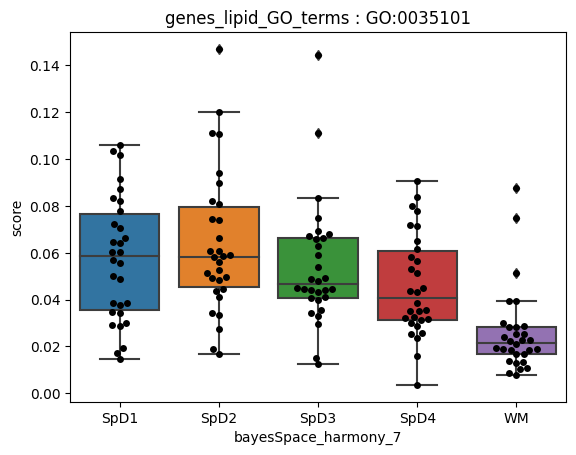 genes_lipid_GO_terms : GO:0035101
0.14
0.12
0.10
0.08
0.06
0.04
0.02
0.00
score
SpD1 SpD2 SpD3 SpD4 WM
bayesSpace_harmony_7